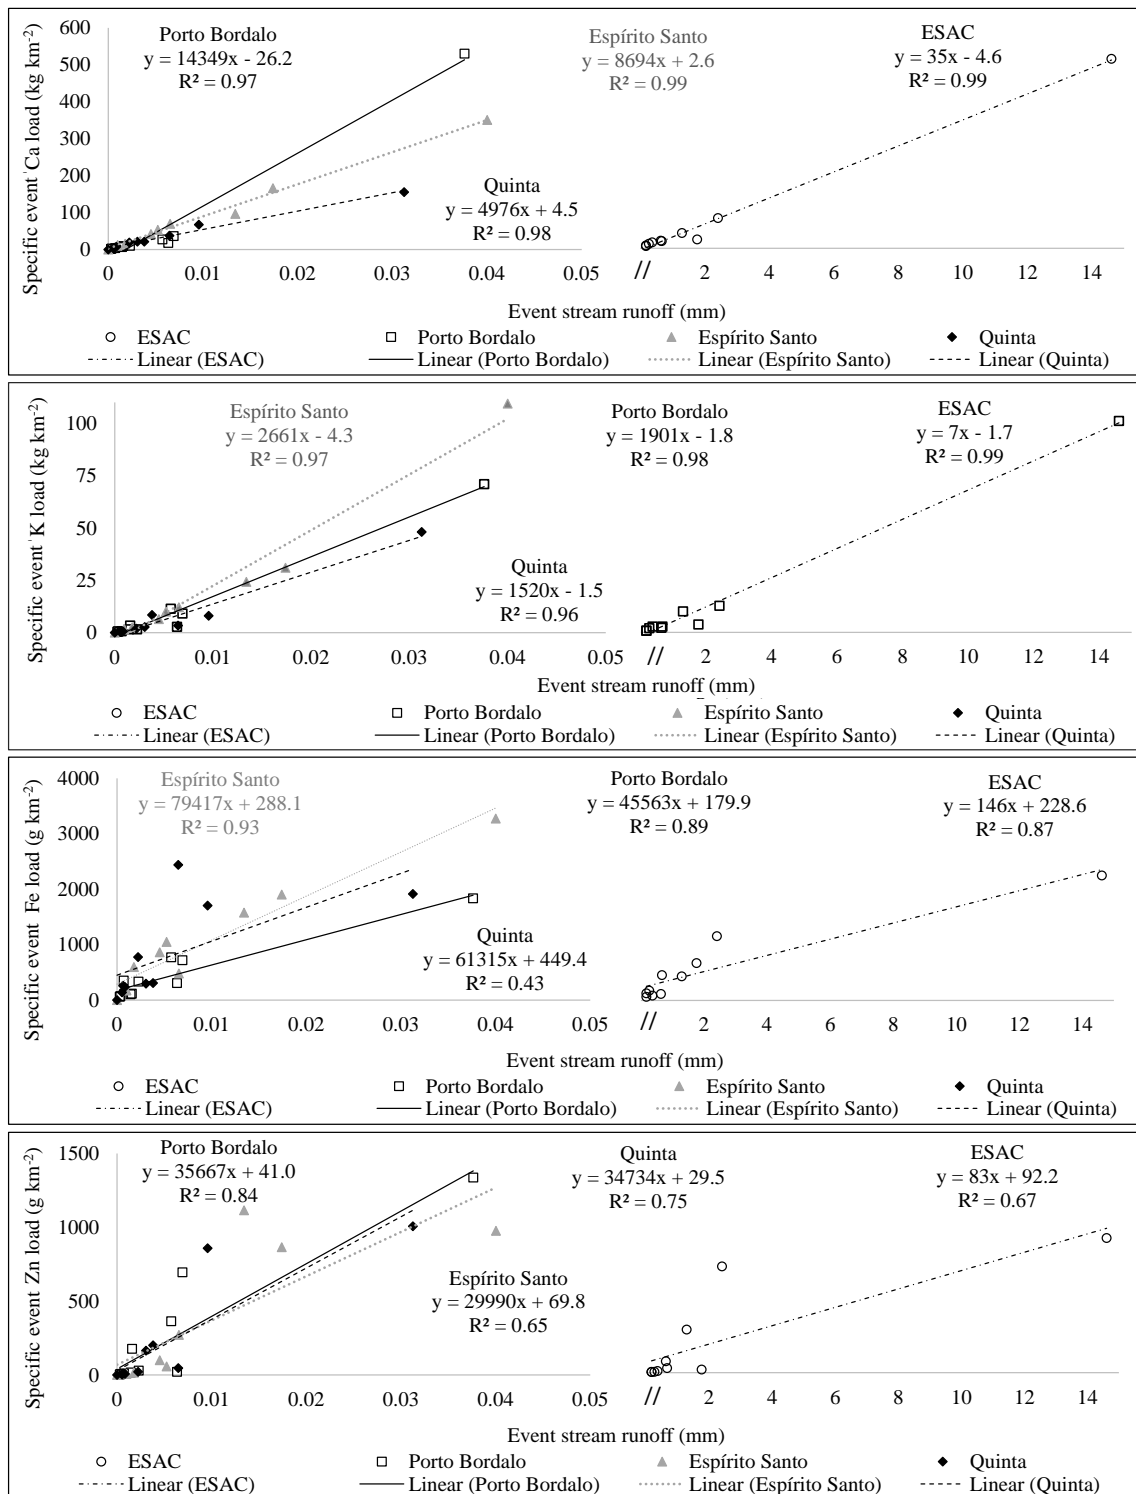 Specific event Ca load (kg km-2)
600
500
400
300
200
100
0
Porto Bordalo
y = 14349x - 26.2
R² = 0.97
Espírito Santo
y = 8694x + 2.6
R² = 0.99
ESAC
y = 35x - 4.6
R² = 0.99
Quinta
y = 4976x + 4.5
R² = 0.98
0 0.01 0.02 0.03 0.04 0.05 // 2 4 6 8 10 12 14
Event stream runoff (mm)
ESAC Porto Bordalo Espírito Santo Quinta
Linear (ESAC) Linear (Porto Bordalo) Linear (Espírito Santo) Linear (Quinta)
Specific event K load (kg km-2)
100
75
50
25
0
Espírito Santo
y = 2661x - 4.3
R² = 0.97
Porto Bordalo
y = 1901x - 1.8
R² = 0.98
ESAC
y = 7x - 1.7
R² = 0.99
Quinta
y = 1520x - 1.5
R² = 0.96
0 0.01 0.02 0.03 0.04 0.05 // 2 4 6 8 10 12 14
Event stream runoff (mm)
ESAC Porto Bordalo Espírito Santo Quinta
Linear (ESAC) Linear (Porto Bordalo) Linear (Espírito Santo) Linear (Quinta)
Specific event Fe load (g km-2)
4000
3000
2000
1000
0
Espírito Santo
y = 79417x + 288.1
R² = 0.93
Porto Bordalo
y = 45563x + 179.9
R² = 0.89
ESAC
y = 146x + 228.6
R² = 0.87
Quinta
y = 61315x + 449.4
R² = 0.43
0 0.01 0.02 0.03 0.04 0.05 // 2 4 6 8 10 12 14
Event stream runoff (mm)
ESAC Porto Bordalo Espírito Santo Quinta
Linear (ESAC) Linear (Porto Bordalo) Linear (Espírito Santo) Linear (Quinta)
Specific event Zn load (g km-2)
1500
1000
500
0
Porto Bordalo
y = 35667x + 41.0
R² = 0.84
Quinta
y = 34734x + 29.5
R² = 0.75
ESAC
y = 83x + 92.2
R² = 0.67
Espírito Santo
y = 29990x + 69.8
R² = 0.65
0 0.01 0.02 0.03 0.04 0.05 // 2 4 6 8 10 12 14
Event stream runoff (mm)
ESAC Porto Bordalo Espírito Santo Quinta
Linear (ESAC) Linear (Porto Bordalo) Linear (Espírito Santo) Linear (Quinta)